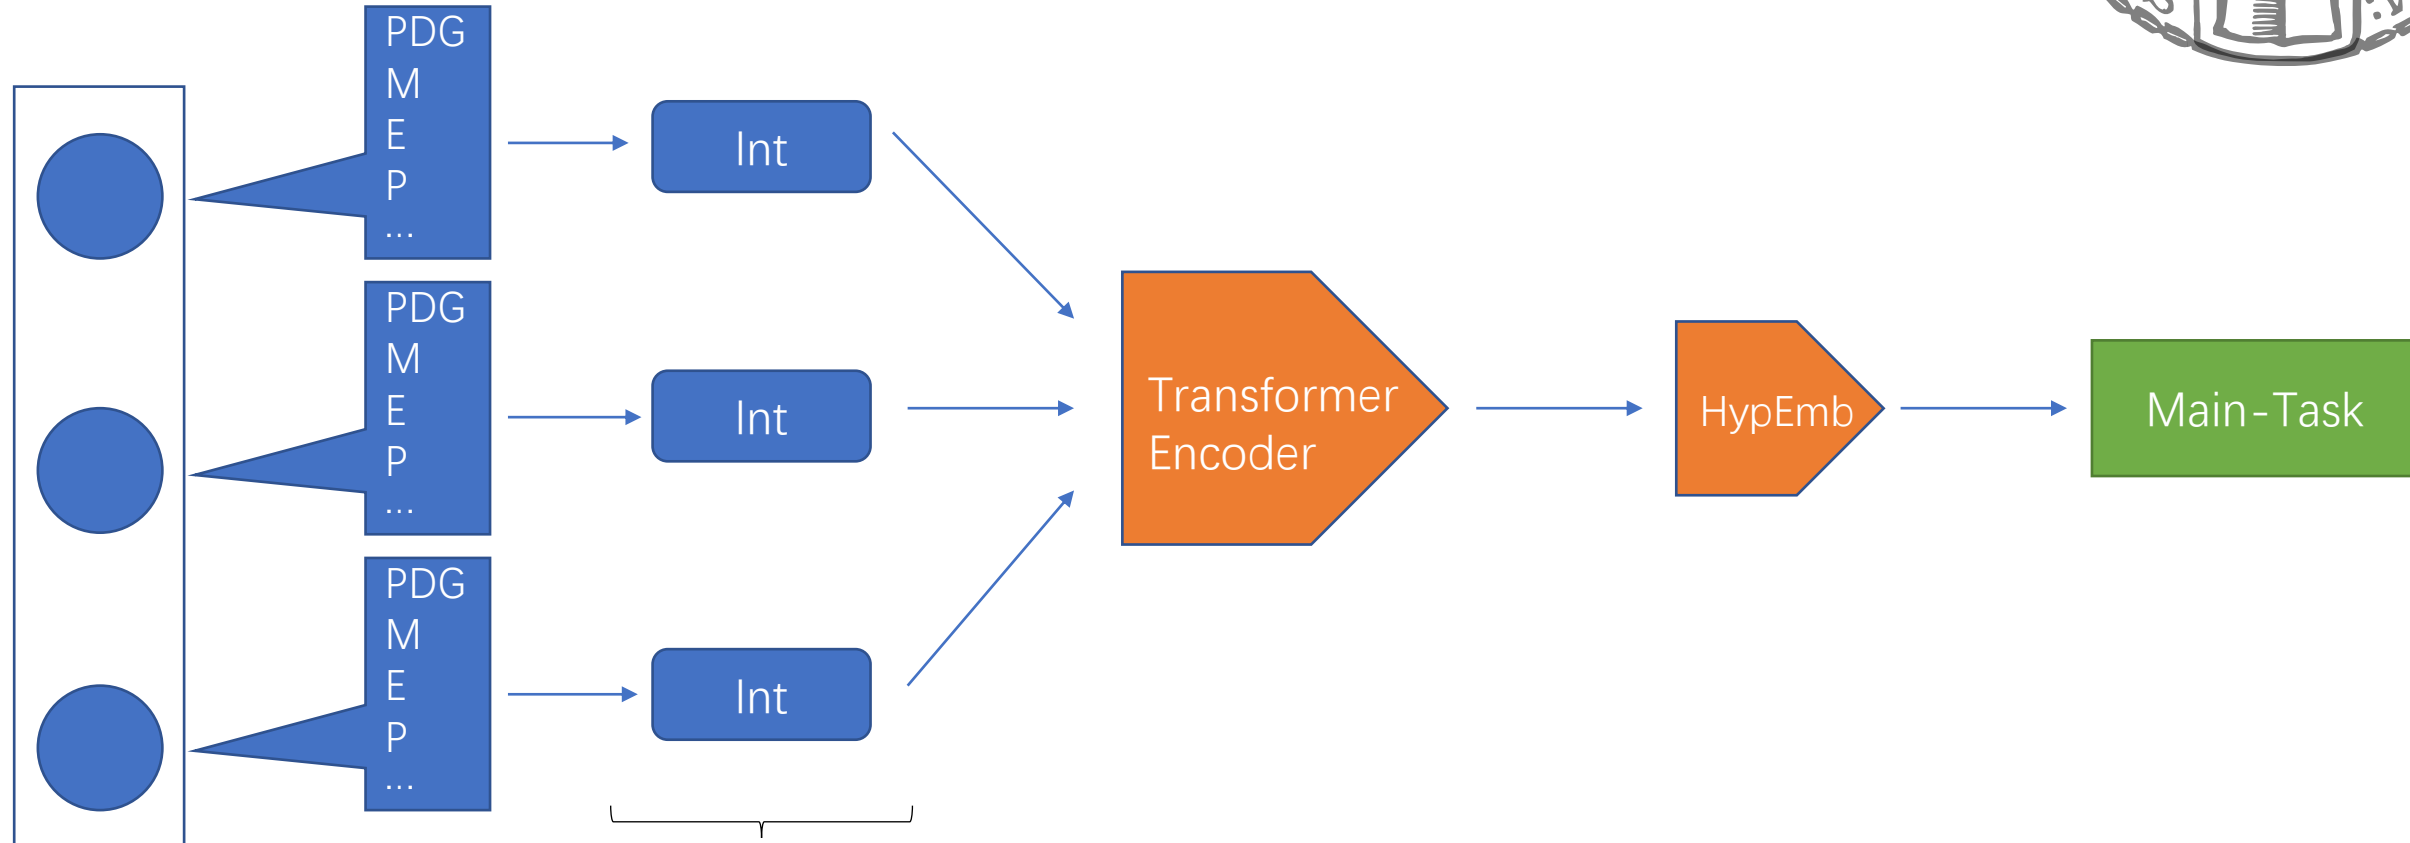 PDG
M
E
P
...
Int
PDG
M
E
P
...
Int
PDG
M
E
P
...
Int
Transformer
Encoder
HypEmb
Main-Task